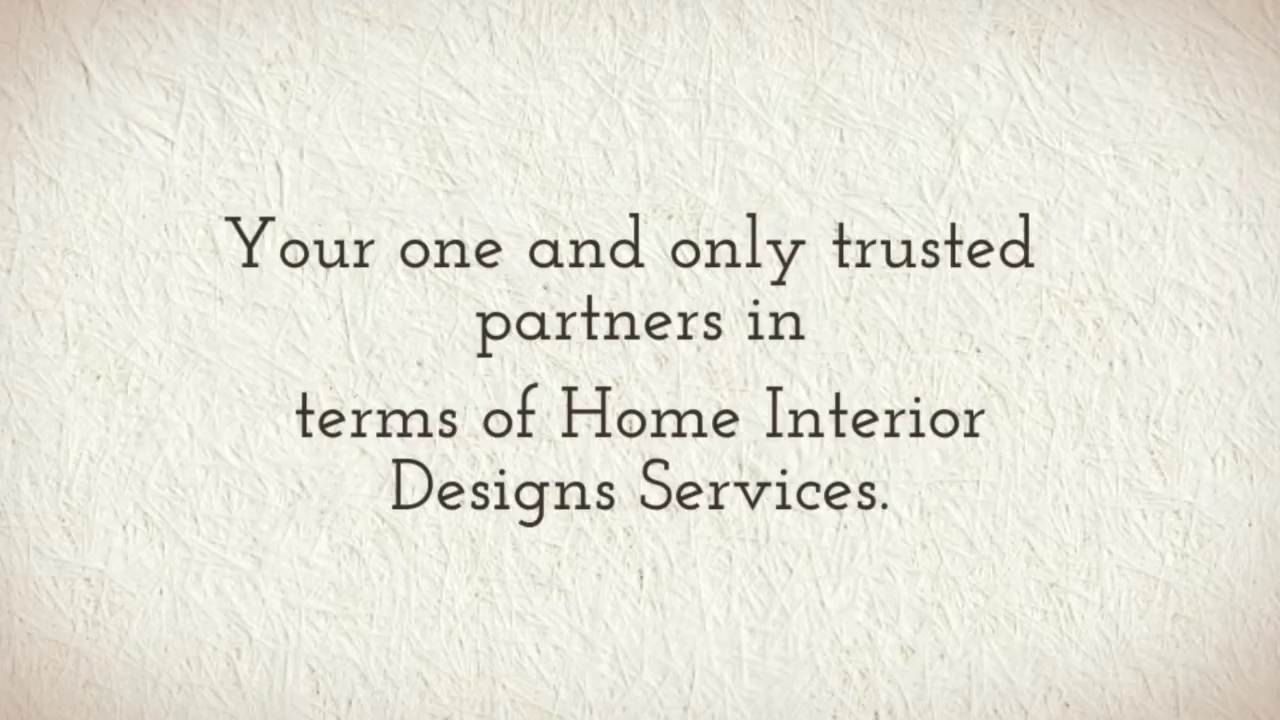 Your one and only trusted
partners in
terms of Home Interior
Designs Services.